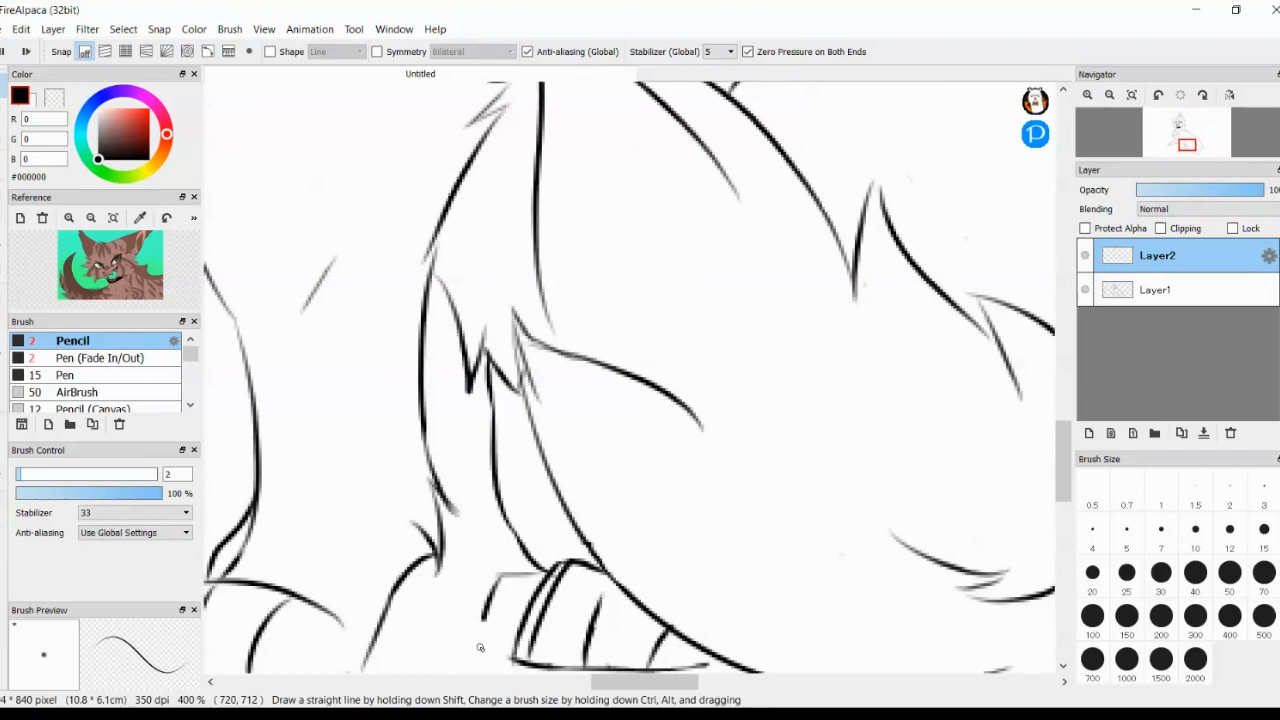 FireAlpaca (32bit)
Edit Layer Filter Select Snap Color Brush View Animation Tool Window Help
Snap off Shape Line Symmetry Bilateral Anti-aliasing (Global) Stabilizer (Global) 5 Zero Pressure on Both Ends
Color
Untitled
Navigator
R 0
G 0
B 0
#000000
Layer
Opacity 100
Blending Normal
Protect Alpha Clipping Lock
Layer2
Layer1
Reference
»
Brush
2 Pencil
2 Pen (Fade In/Out)
15 Pen
50 AirBrush
12 Pencil (Canvas)
Brush Control
2
100 %
Stabilizer 33
Anti-aliasing Use Global Settings
Brush Preview
Brush Size
0.5 0.7 1 1.5 2 3
4 5 7 10 12 15
20 25 30 40 50 70
100 150 200 300 400 500
700 1000 1500 2000
4 * 840 pixel (10.8 * 6.1cm) 350 dpi 400 % ( 720, 712 ) Draw a straight line by holding down Shift, Change a brush size by holding down Ctrl, Alt, and dragging